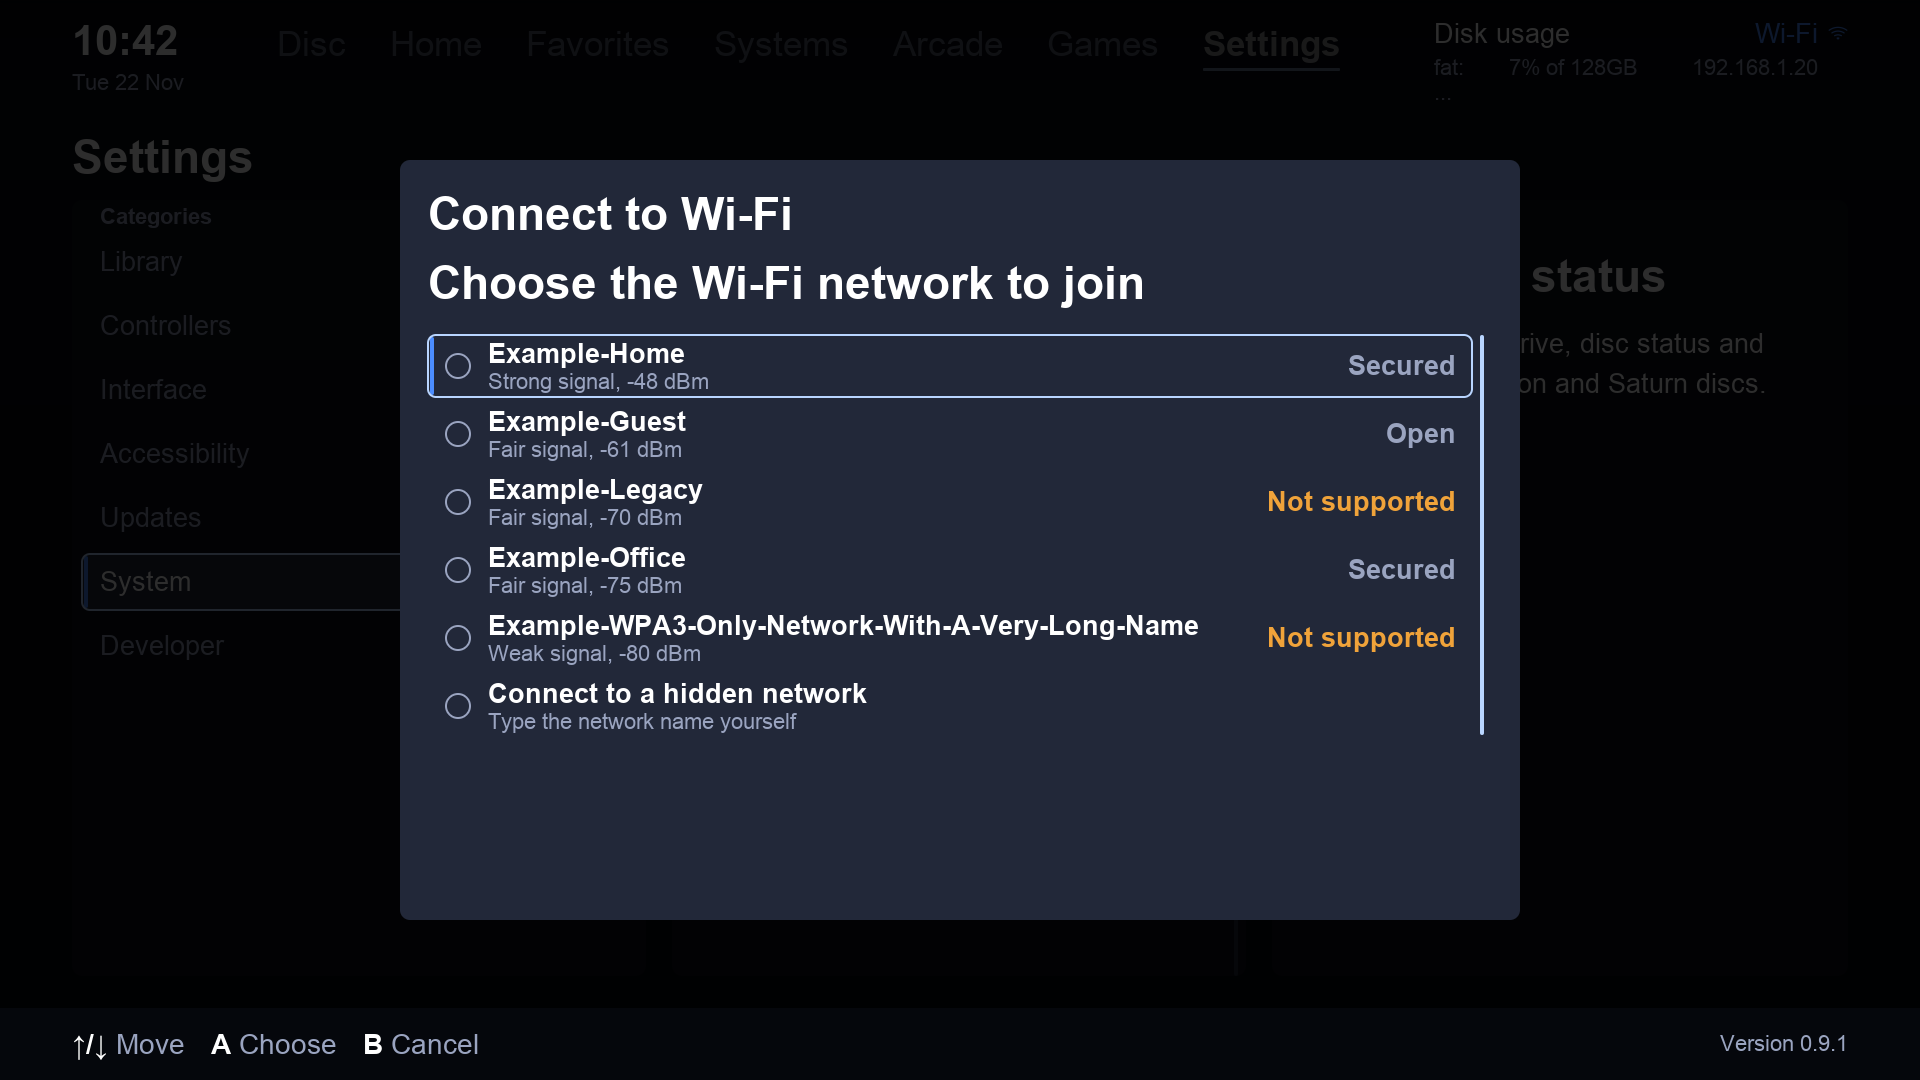 10:42
Tue 22 Nov
Disc Home Favorites Systems Arcade Games Settings
Disk usage
fat: 7% of 128GB
...
Wi-Fi
192.168.1.20
Settings
Categories
Library
Controllers
Interface
Accessibility
Updates
System
Developer
Connect to Wi-Fi
Choose the Wi-Fi network to join
Example-Home Secured
Strong signal, -48 dBm
Example-Guest Open
Fair signal, -61 dBm
Example-Legacy Not supported
Fair signal, -70 dBm
Example-Office Secured
Fair signal, -75 dBm
Example-WPA3-Only-Network-With-A-Very-Long-Name Not supported
Weak signal, -80 dBm
Connect to a hidden network
Type the network name yourself
status
disc status and
and Saturn discs.
↑/↓ Move A Choose B Cancel
Version 0.9.1